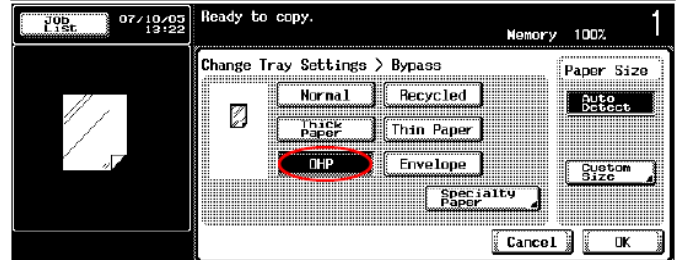 Job List
07/10/05
13:22
Ready to copy.
Memory 100%
1
Change Tray Settings > Bypass
Normal
Recycled
Thick Paper
Thin Paper
OHP
Envelope
Specialty Paper
Paper Size
Auto Detect
Custom Size
Cancel
OK